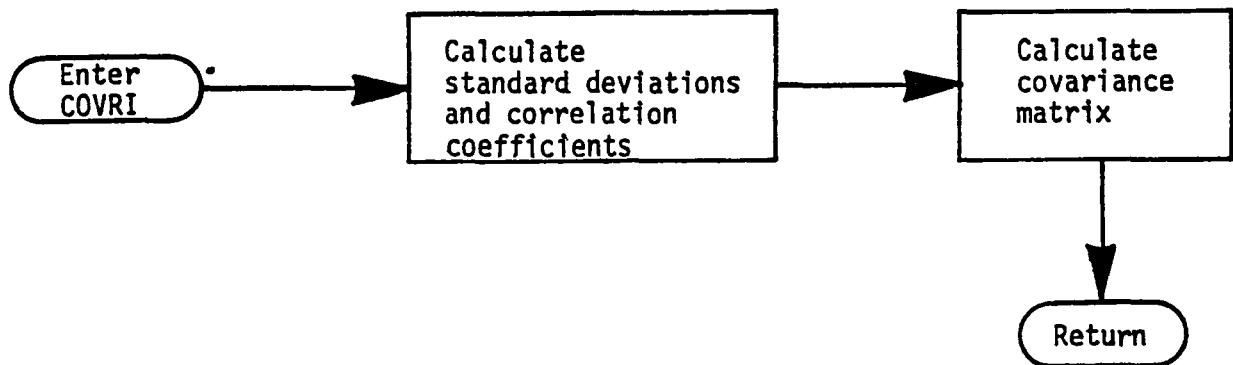 Enter
COVRI
Calculate
standard deviations
and correlation
coefficients
Calculate
covariance
matrix
Return